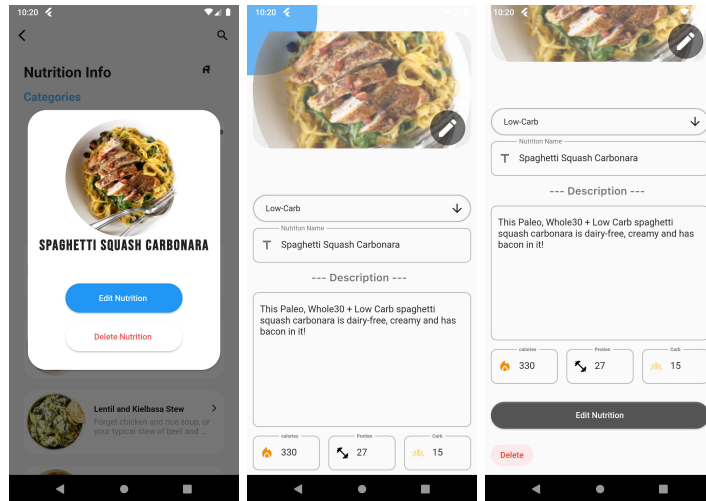 10:20
Nutrition Info
Categories
SPAGHETTI SQUASH CARBONARA
Edit Nutrition
Delete Nutrition
Lentil and Kielbasa Stew
Forget chicken and rice soup, or
your typical stew of beef and ...
10:20
Low-Carb
Nutriton Name
Spaghetti Squash Carbonara
--- Description ---
This Paleo, Whole30 + Low Carb spaghetti
squash carbonara is dairy-free, creamy and has
bacon in it!
calories
Protien
Carb
330
27
15
10:20
Low-Carb
Nutriton Name
Spaghetti Squash Carbonara
--- Description ---
This Paleo, Whole30 + Low Carb spaghetti
squash carbonara is dairy-free, creamy and has
bacon in it!
calories
Protien
Carb
330
27
15
Edit Nutrition
Delete